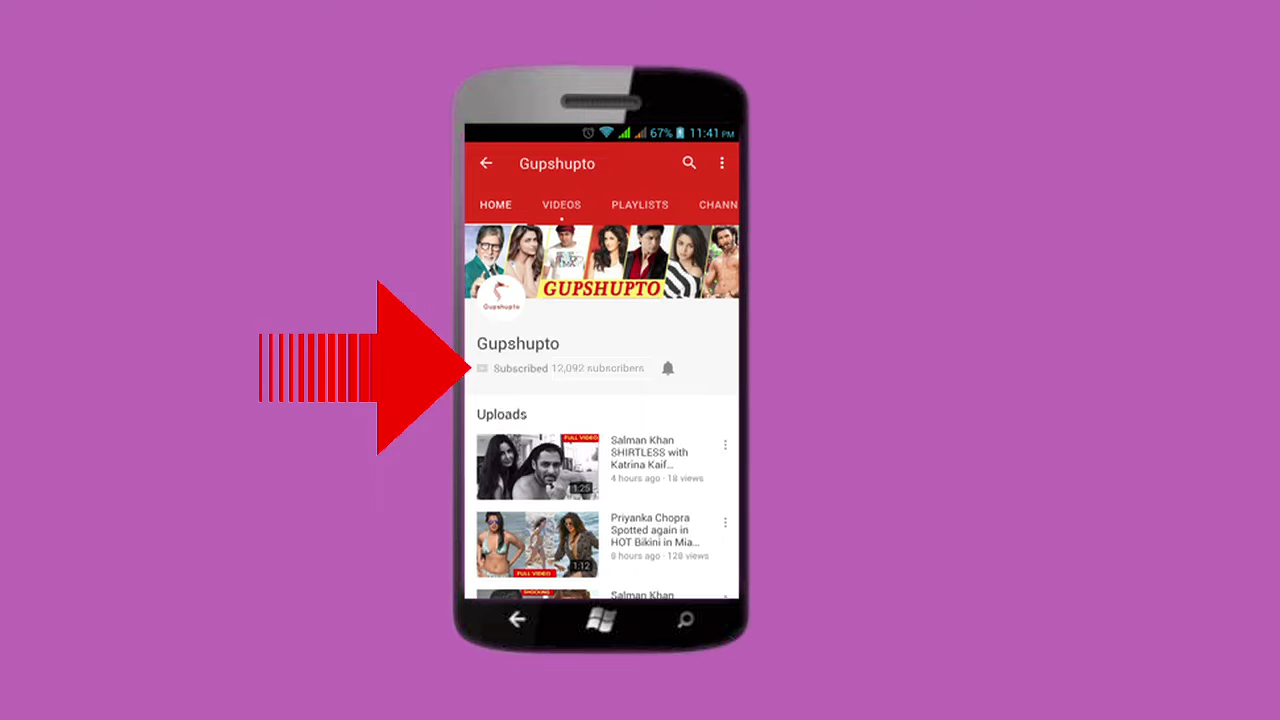 67% 11:41 PM
Gupshupto
HOME VIDEOS PLAYLISTS CHANN
GUPSHUPTO
Gupshupto
Gupshupto
Subscribed 12,092 subscribers
Uploads
FULL VIDEO
Salman Khan
SHIRTLESS with
Katrina Kaif...
4 hours ago · 18 views
1:25
Priyanka Chopra
Spotted again in
HOT Bikini in Mia...
8 hours ago · 128 views
1:12
FULL VIDEO
SHOCKING
Salman Khan